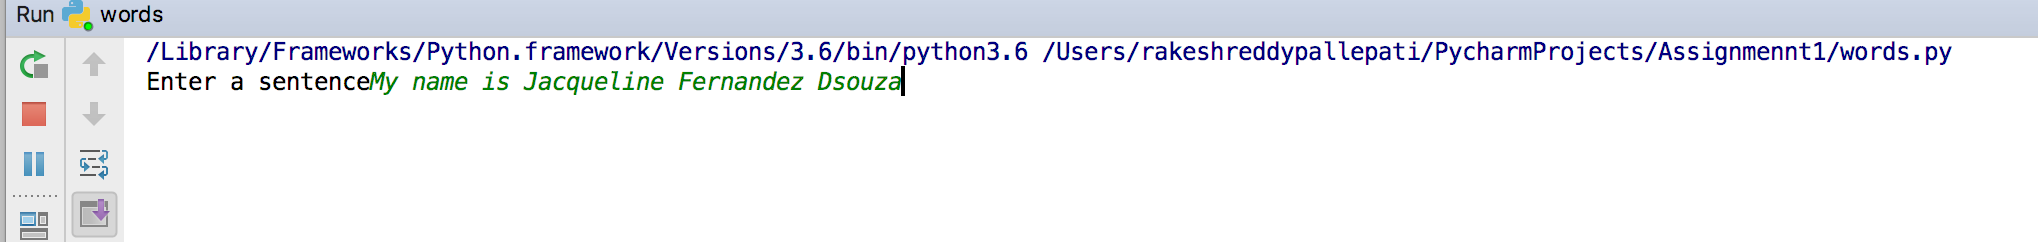 Run words
/Library/Frameworks/Python.framework/Versions/3.6/bin/python3.6 /Users/rakeshreddypallepati/PycharmProjects/Assignmennt1/words.py
Enter a sentenceMy name is Jacqueline Fernandez Dsouza